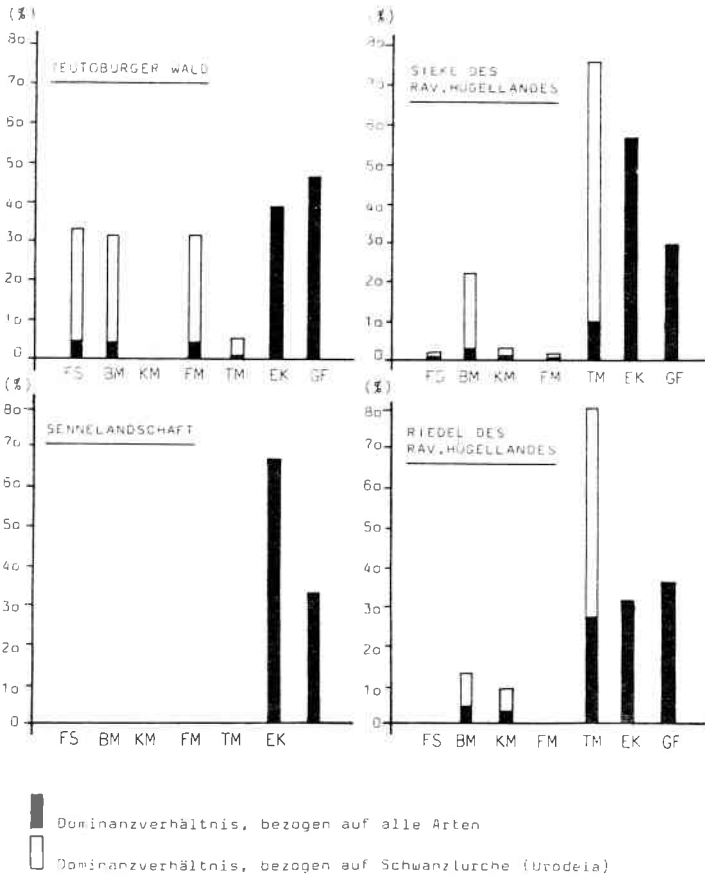 (%) (%)
80 80
TEUTOBURGER WALD SIEKE DES
RAV.HÜGELLANDES
70 70
60 60
50 50
40 40
30 30
20 20
10 10
0 0
FS BM KM FM TM EK GF FS BM KM FM TM EK GF
(%) (%)
80 80
SENNELANDSCHAFT RIEDEL DES
RAV.HÜGELLANDES
70 70
60 60
50 50
40 40
30 30
20 20
10 10
0 0
FS BM KM FM TM EK FS BM KM FM TM EK GF
Dominanzverhältnis, bezogen auf alle Arten
Dominanzverhältnis, bezogen auf Schwanzlurche (Urodela)